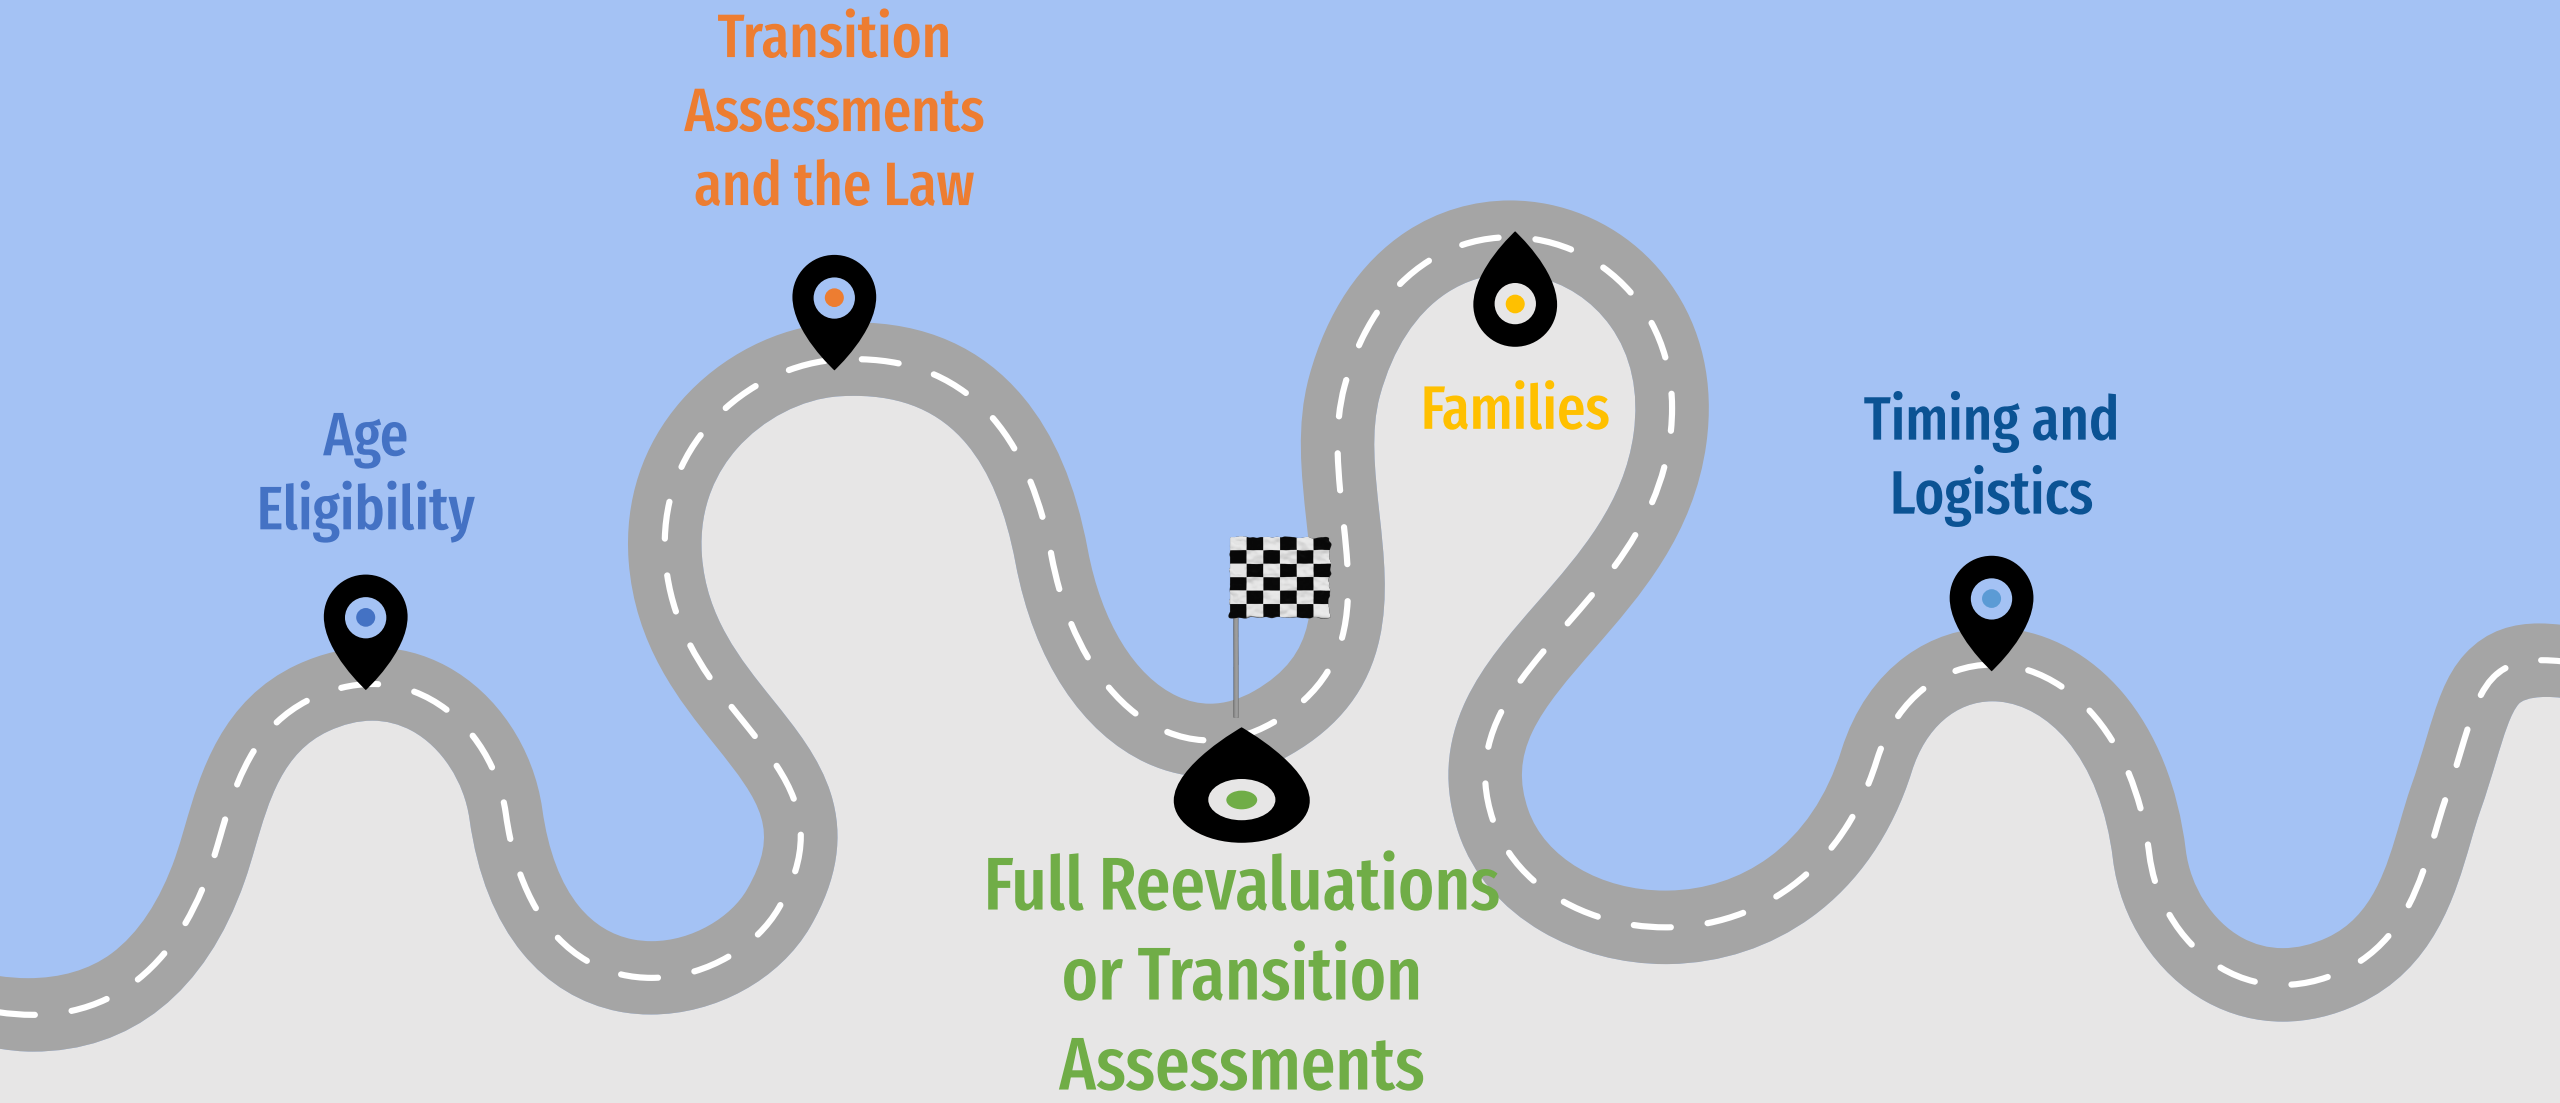 Transition
Assessments
and the Law
Age
Eligibility
Families
Timing and
Logistics
Full Reevaluations
or Transition
Assessments